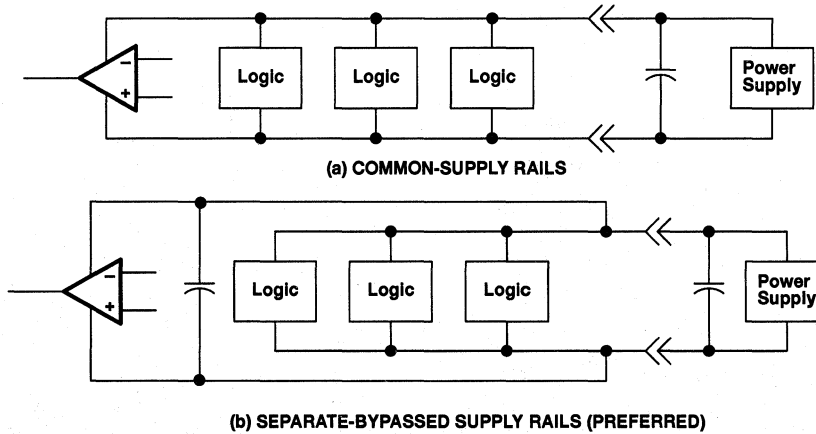 −
+
Logic
Logic
Logic
Power
Supply
(a) COMMON-SUPPLY RAILS
−
+
Logic
Logic
Logic
Power
Supply
(b) SEPARATE-BYPASSED SUPPLY RAILS (PREFERRED)